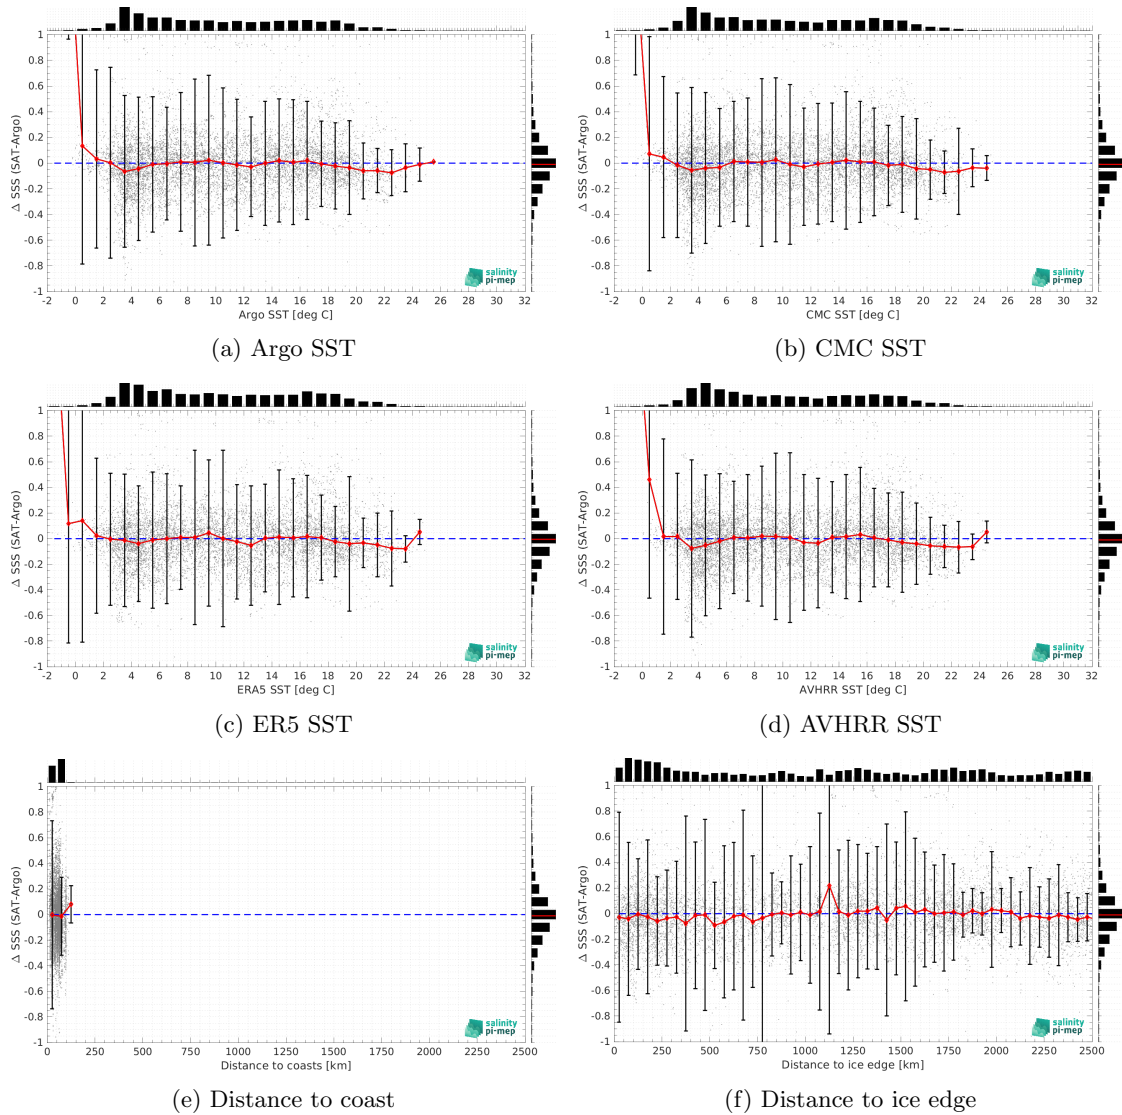 1
0.8
0.6
0.4
0.2
0
-0.2
-0.4
-0.6
-0.8
-1
Δ SSS (SAT-Argo)
salinity
pi-mep
-2 0 2 4 6 8 10 12 14 16 18 20 22 24 26 28 30 32
Argo SST [deg C]
(a) Argo SST
1
0.8
0.6
0.4
0.2
0
-0.2
-0.4
-0.6
-0.8
-1
Δ SSS (SAT-Argo)
salinity
pi-mep
-2 0 2 4 6 8 10 12 14 16 18 20 22 24 26 28 30 32
CMC SST [deg C]
(b) CMC SST
1
0.8
0.6
0.4
0.2
0
-0.2
-0.4
-0.6
-0.8
-1
Δ SSS (SAT-Argo)
salinity
pi-mep
-2 0 2 4 6 8 10 12 14 16 18 20 22 24 26 28 30 32
ERA5 SST [deg C]
(c) ER5 SST
1
0.8
0.6
0.4
0.2
0
-0.2
-0.4
-0.6
-0.8
-1
Δ SSS (SAT-Argo)
salinity
pi-mep
-2 0 2 4 6 8 10 12 14 16 18 20 22 24 26 28 30 32
AVHRR SST [deg C]
(d) AVHRR SST
1
0.8
0.6
0.4
0.2
0
-0.2
-0.4
-0.6
-0.8
-1
Δ SSS (SAT-Argo)
salinity
pi-mep
0 250 500 750 1000 1250 1500 1750 2000 2250 2500
Distance to coasts [km]
(e) Distance to coast
1
0.8
0.6
0.4
0.2
0
-0.2
-0.4
-0.6
-0.8
-1
Δ SSS (SAT-Argo)
salinity
pi-mep
0 250 500 750 1000 1250 1500 1750 2000 2250 2500
Distance to ice edge [km]
(f) Distance to ice edge